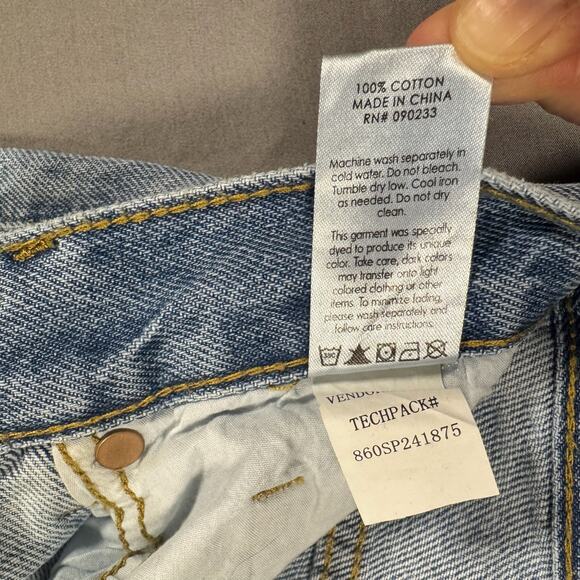 100% COTTON
MADE IN CHINA
RN# 090233
Machine wash separately in
cold water. Do not bleach.
Tumble dry low. Cool iron
as needed. Do not dry
clean.
This garment was specially
dyed to produce its unique
color. Take care, dark colors
may transfer onto light
colored clothing or other
items. To minimize fading,
please wash separately and
follow care instructions.
30C
VENDO
TECHPACK#
860SP241875